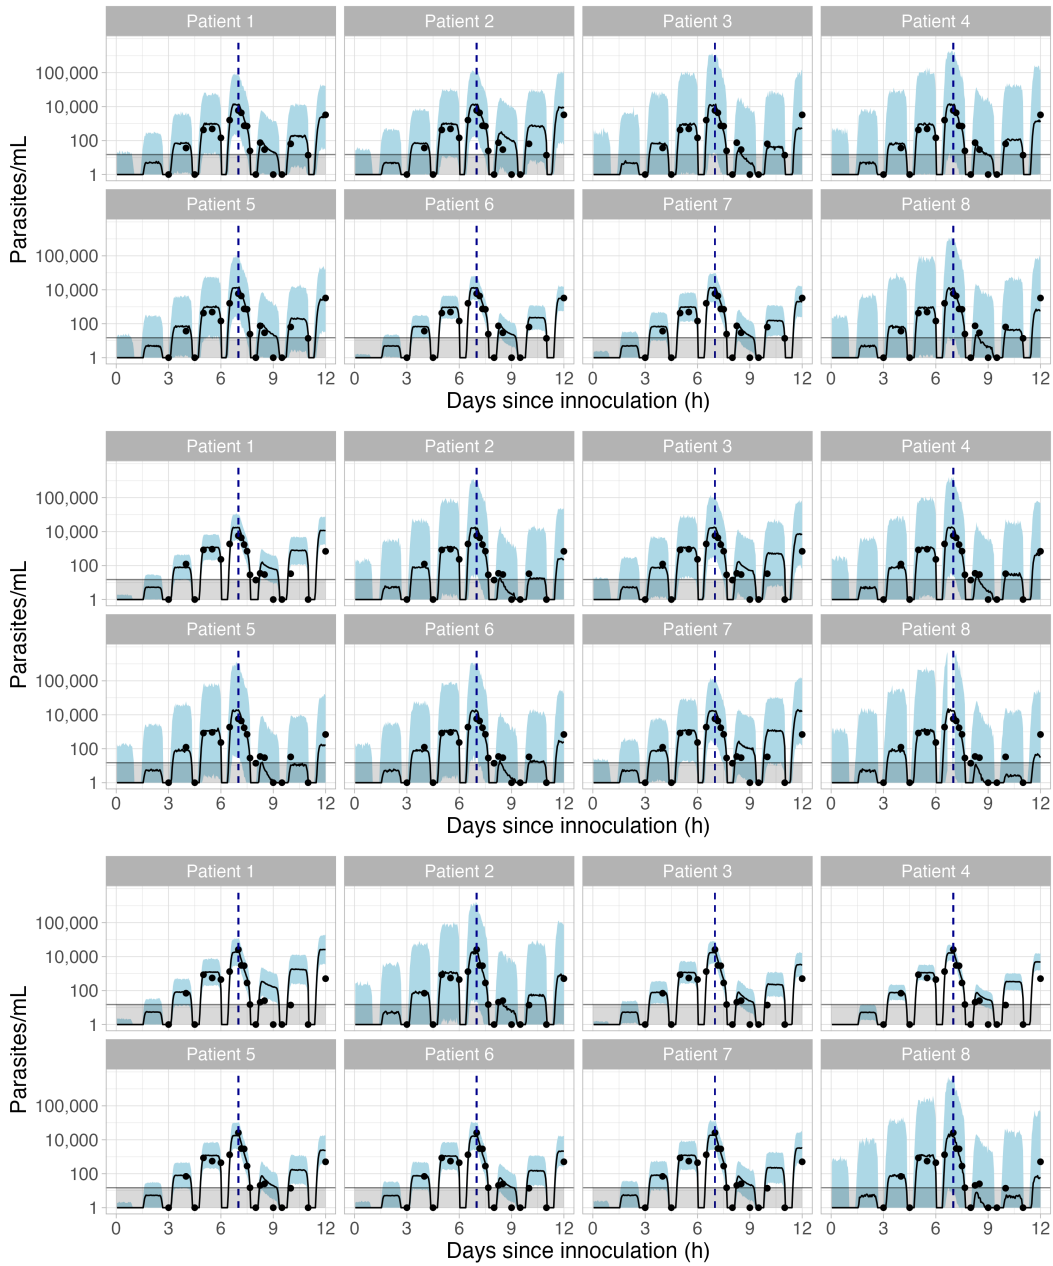 Patient 1 Patient 2 Patient 3 Patient 4
100,000
10,000
100
1
Patient 5 Patient 6 Patient 7 Patient 8
100,000
10,000
100
1
Parasites/mL
0 3 6 9 12 0 3 6 9 12 0 3 6 9 12 0 3 6 9 12
Days since innoculation (h)
Patient 1 Patient 2 Patient 3 Patient 4
100,000
10,000
100
1
Patient 5 Patient 6 Patient 7 Patient 8
100,000
10,000
100
1
Parasites/mL
0 3 6 9 12 0 3 6 9 12 0 3 6 9 12 0 3 6 9 12
Days since innoculation (h)
Patient 1 Patient 2 Patient 3 Patient 4
100,000
10,000
100
1
Patient 5 Patient 6 Patient 7 Patient 8
100,000
10,000
100
1
Parasites/mL
0 3 6 9 12 0 3 6 9 12 0 3 6 9 12 0 3 6 9 12
Days since innoculation (h)